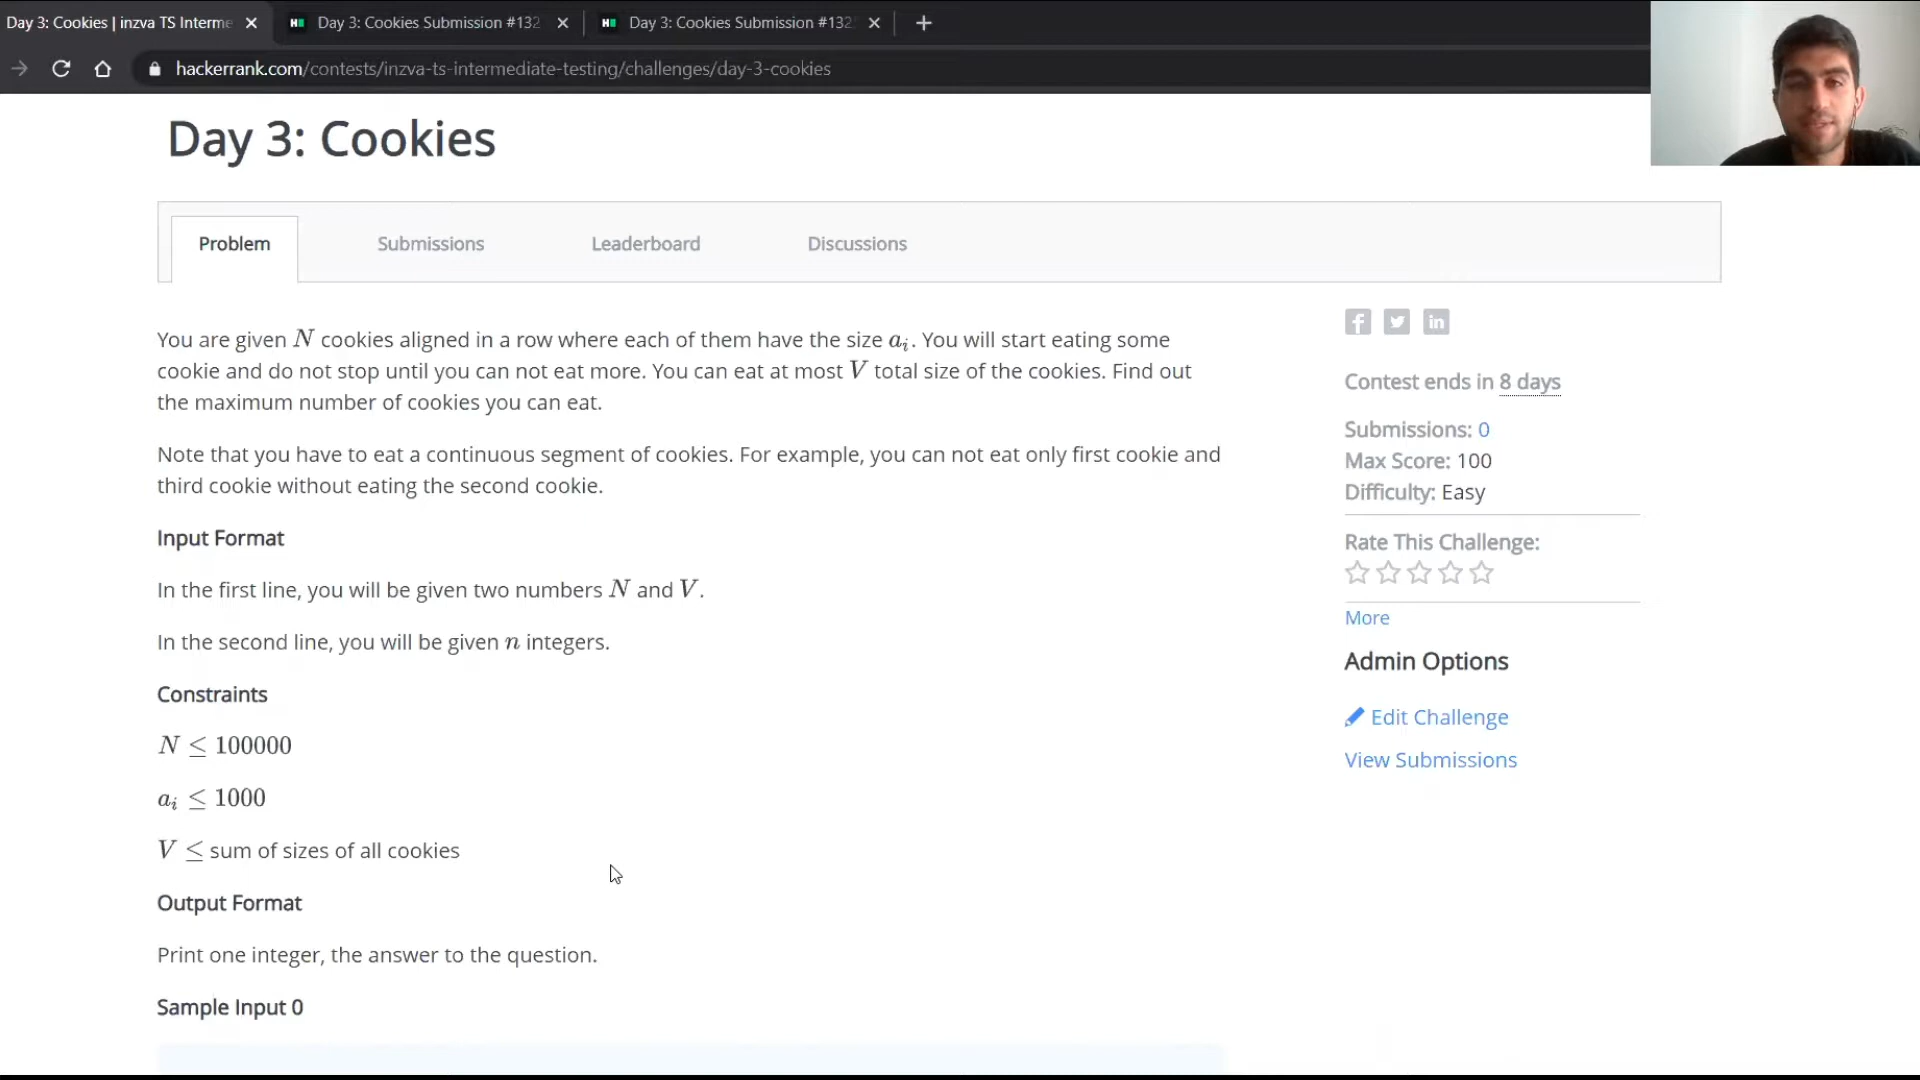 Day 3: Cookies | inzva TS Interme
Day 3: Cookies Submission #132
Day 3: Cookies Submission #132
hackerrank.com/contests/inzva-ts-intermediate-testing/challenges/day-3-cookies
Day 3: Cookies
Problem Submissions Leaderboard Discussions
You are given N cookies aligned in a row where each of them have the size a_i. You will start eating some
cookie and do not stop until you can not eat more. You can eat at most V total size of the cookies. Find out
the maximum number of cookies you can eat.
Note that you have to eat a continuous segment of cookies. For example, you can not eat only first cookie and
third cookie without eating the second cookie.
Input Format
In the first line, you will be given two numbers N and V.
In the second line, you will be given n integers.
Constraints
N ≤ 100000
a_i ≤ 1000
V ≤ sum of sizes of all cookies
Output Format
Print one integer, the answer to the question.
Sample Input 0
Contest ends in 8 days
Submissions: 0
Max Score: 100
Difficulty: Easy
Rate This Challenge:
More
Admin Options
Edit Challenge
View Submissions